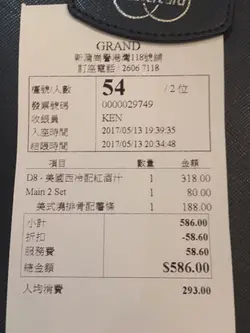 GRAND
新蒲崗譽港灣118號舖
訂座電話 : 2606 7118
檯號/人數 54 / 2 位
發票號碼 0000029749
收銀員 KEN
入座時間 2017/05/13 19:39:35
結賬時間 2017/05/13 20:34:48
項目 數量 金額
D8 - 美國西冷配紅酒汁 1 318.00
Main 2 Set 1 80.00
美式燒排骨配薯條 1 188.00
小計 586.00
折扣 -58.60
服務費 58.60
總金額 $586.00
人均消費 293.00